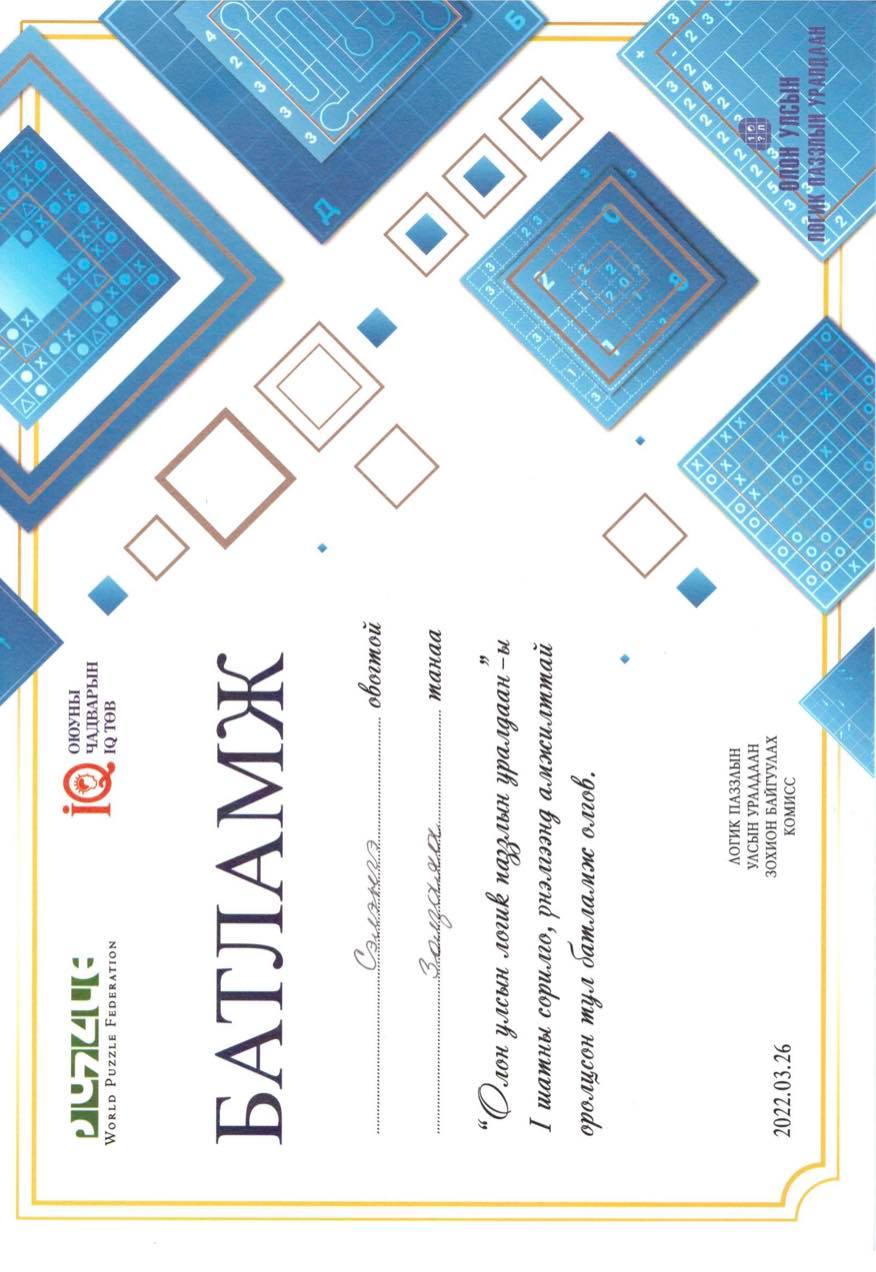 PUZZLE
WORLD PUZZLE FEDERATION
IQ
ОЮУНЫ
ЧАДВАРЫН
IQ ТӨВ
БАТЛАМЖ
Сэлэнгэ овогтой
Золзаяа танаа
“Олон улсын логик паззлын уралдаан”-ы
I шатны сорилго, үнэлгээнд амжилттай
оролцсон тул батламж олгов.
ЛОГИК ПАЗЗЛЫН
УЛСЫН УРАЛДААН
ЗОХИОН БАЙГУУЛАХ
КОМИСС
2022.03.26
ОЛОН УЛСЫН
ЛОГИК ПАЗЗЛЫН УРАЛДААН